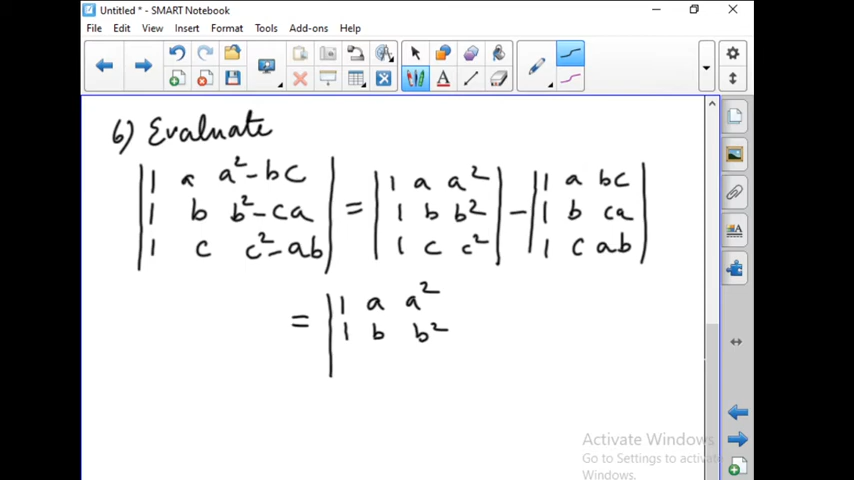 Untitled * - SMART Notebook
File Edit View Insert Format Tools Add-ons Help
6) Evaluate
|1 a a²-bc| = |1 a a²| - |1 a bc|
|1 b b²-ca| |1 b b²| |1 b ca|
|1 c c²-ab| |1 c c²| |1 c ab|
= |1 a a²
|1 b b²
Activate Windows
Go to Settings to activate
Windows.